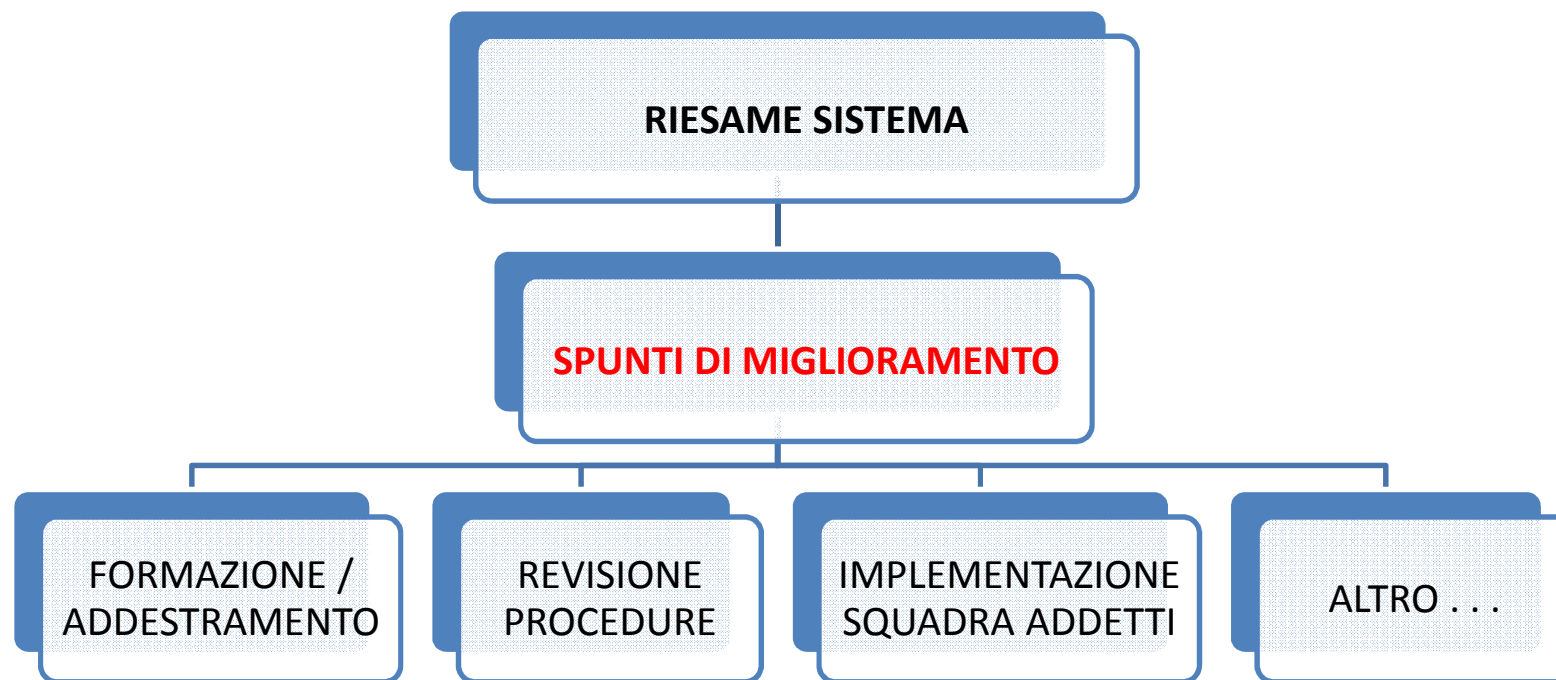 RIESAME SISTEMA
SPUNTI DI MIGLIORAMENTO
FORMAZIONE /
ADDESTRAMENTO
REVISIONE
PROCEDURE
IMPLEMENTAZIONE
SQUADRA ADDETTI
ALTRO . . .